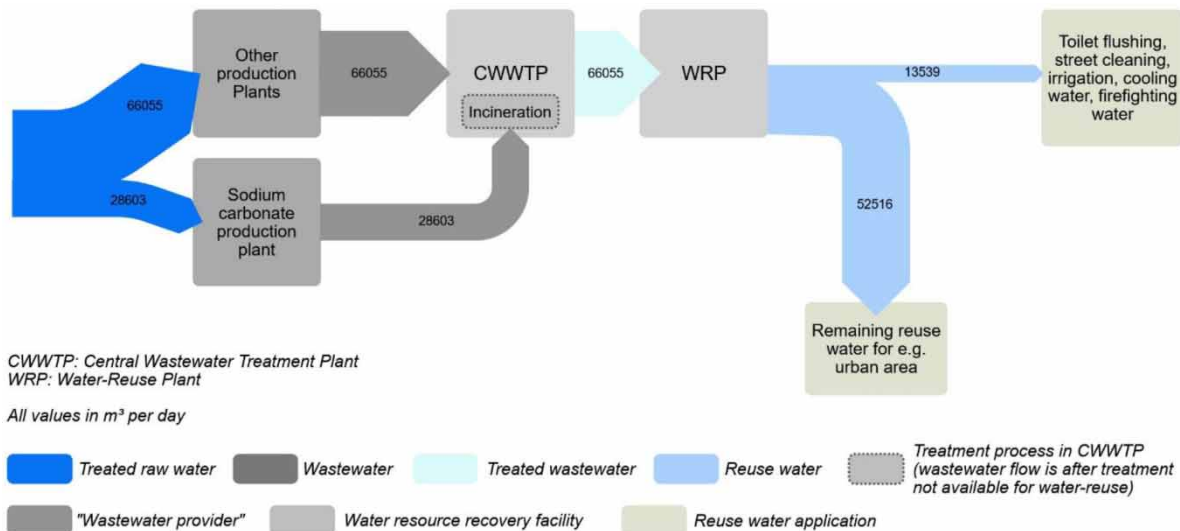 Other
production
Plants
66055
CWWTP
Incineration
66055
WRP
13539
Toilet flushing,
street cleaning,
irrigation, cooling
water, firefighting
water
66055
28603
Sodium
carbonate
production
plant
28603
52516
Remaining reuse
water for e.g.
urban area
CWWTP: Central Wastewater Treatment Plant
WRP: Water-Reuse Plant
All values in m³ per day
Treated raw water
Wastewater
Treated wastewater
Reuse water
Treatment process in CWWTP
(wastewater flow is after treatment
not available for water-reuse)
"Wastewater provider"
Water resource recovery facility
Reuse water application